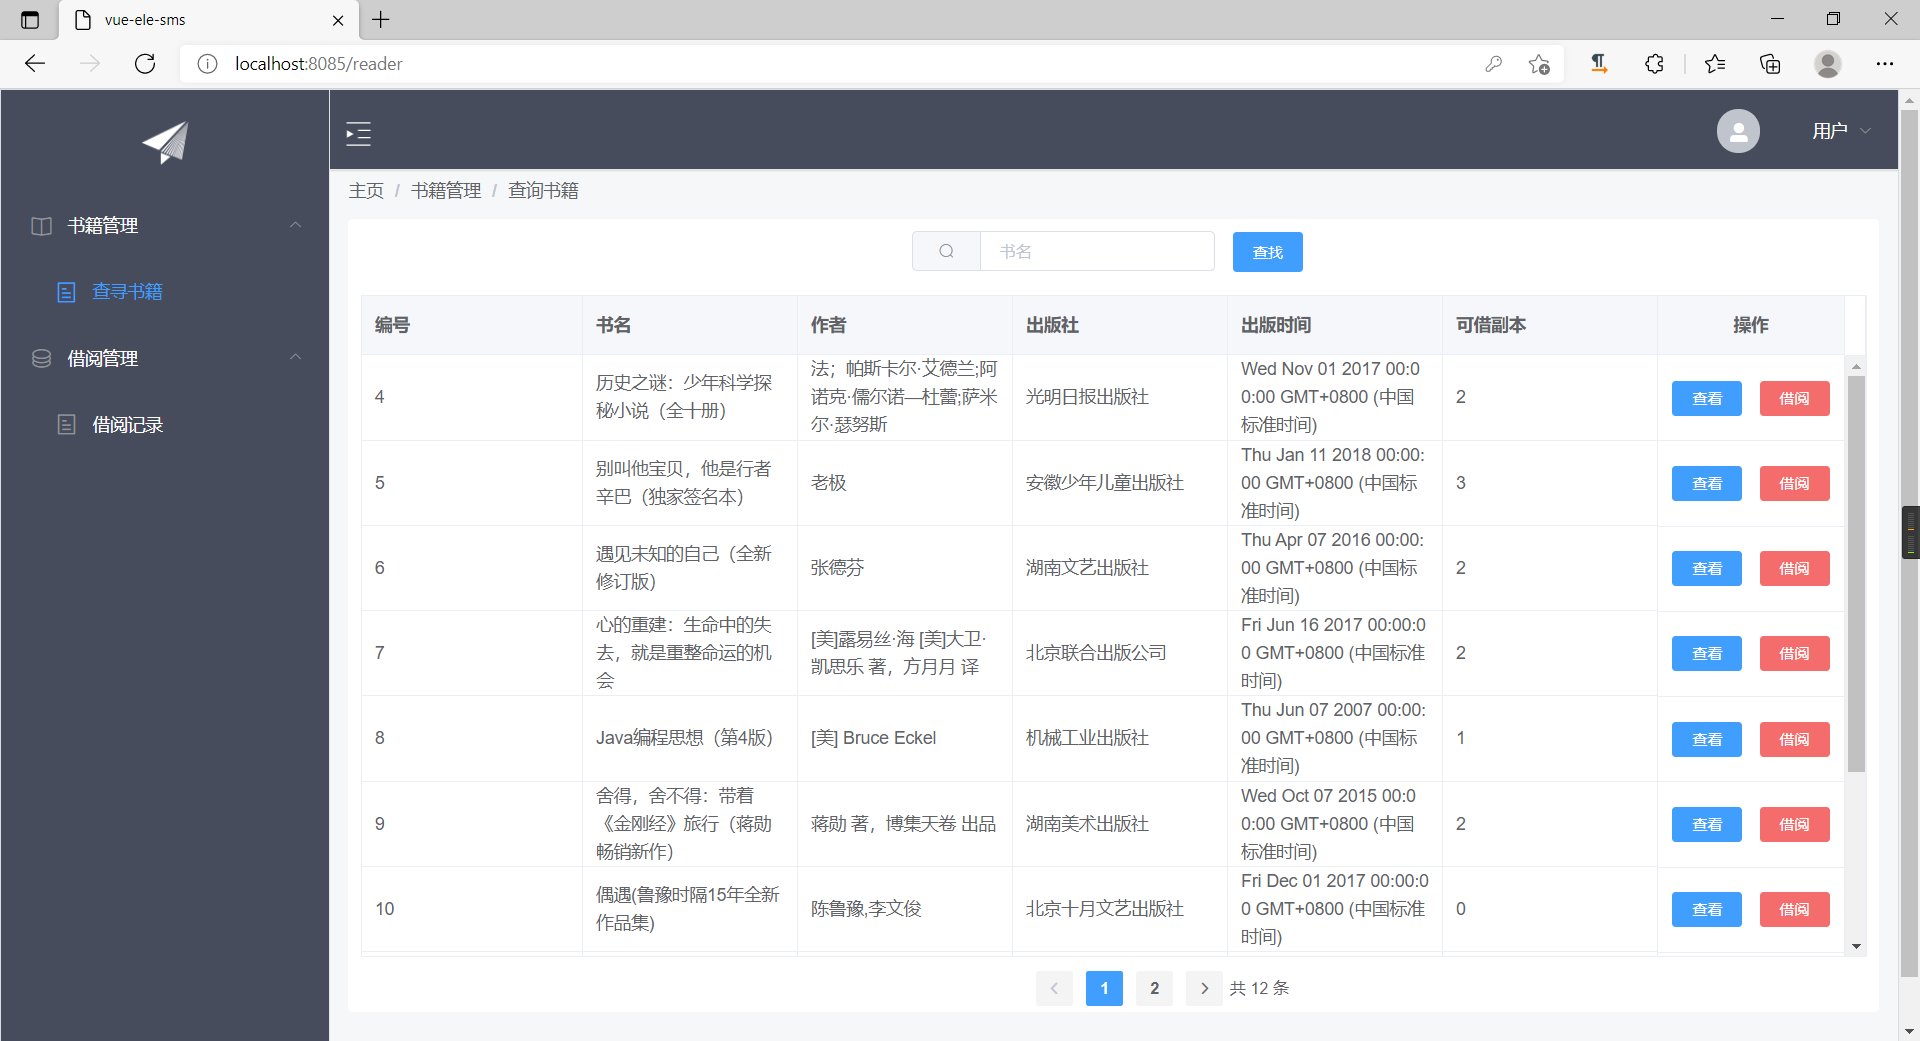 vue-ele-sms
localhost:8085/reader
用户
主页 / 书籍管理 / 查询书籍
书籍管理
查寻书籍
借阅管理
借阅记录
书名
查找
编号 书名 作者 出版社 出版时间 可借副本 操作
4
历史之谜：少年科学探
秘小说（全十册）
法；帕斯卡尔·艾德兰;阿
诺克·儒尔诺—杜蕾;萨米
尔·瑟努斯
光明日报出版社
Wed Nov 01 2017 00:0
0:00 GMT+0800 (中国
标准时间)
2
查看 借阅
5
别叫他宝贝，他是行者
辛巴（独家签名本）
老极
安徽少年儿童出版社
Thu Jan 11 2018 00:00:
00 GMT+0800 (中国标
准时间)
3
查看 借阅
6
遇见未知的自己（全新
修订版）
张德芬
湖南文艺出版社
Thu Apr 07 2016 00:00:
00 GMT+0800 (中国标
准时间)
2
查看 借阅
7
心的重建：生命中的失
去，就是重整命运的机
会
[美]露易丝·海 [美]大卫·
凯思乐 著，方月月 译
北京联合出版公司
Fri Jun 16 2017 00:00:0
0 GMT+0800 (中国标准
时间)
2
查看 借阅
8
Java编程思想（第4版）
[美] Bruce Eckel
机械工业出版社
Thu Jun 07 2007 00:00:
00 GMT+0800 (中国标
准时间)
1
查看 借阅
9
舍得，舍不得：带着
《金刚经》旅行（蒋勋
畅销新作）
蒋勋 著，博集天卷 出品
湖南美术出版社
Wed Oct 07 2015 00:0
0:00 GMT+0800 (中国
标准时间)
2
查看 借阅
10
偶遇(鲁豫时隔15年全新
作品集)
陈鲁豫,李文俊
北京十月文艺出版社
Fri Dec 01 2017 00:00:0
0 GMT+0800 (中国标准
时间)
0
查看 借阅
1 2 共 12 条